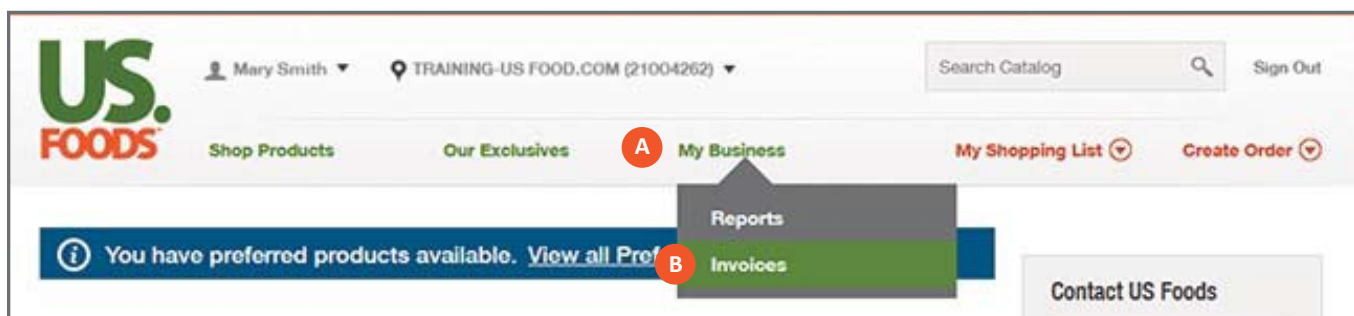 US.
FOODS
Mary Smith
TRAINING-US FOOD.COM (21004262)
Search Catalog
Sign Out
Shop Products
Our Exclusives
A
My Business
My Shopping List
Create Order
Reports
i You have preferred products available. View all
B
Invoices
Contact US Foods